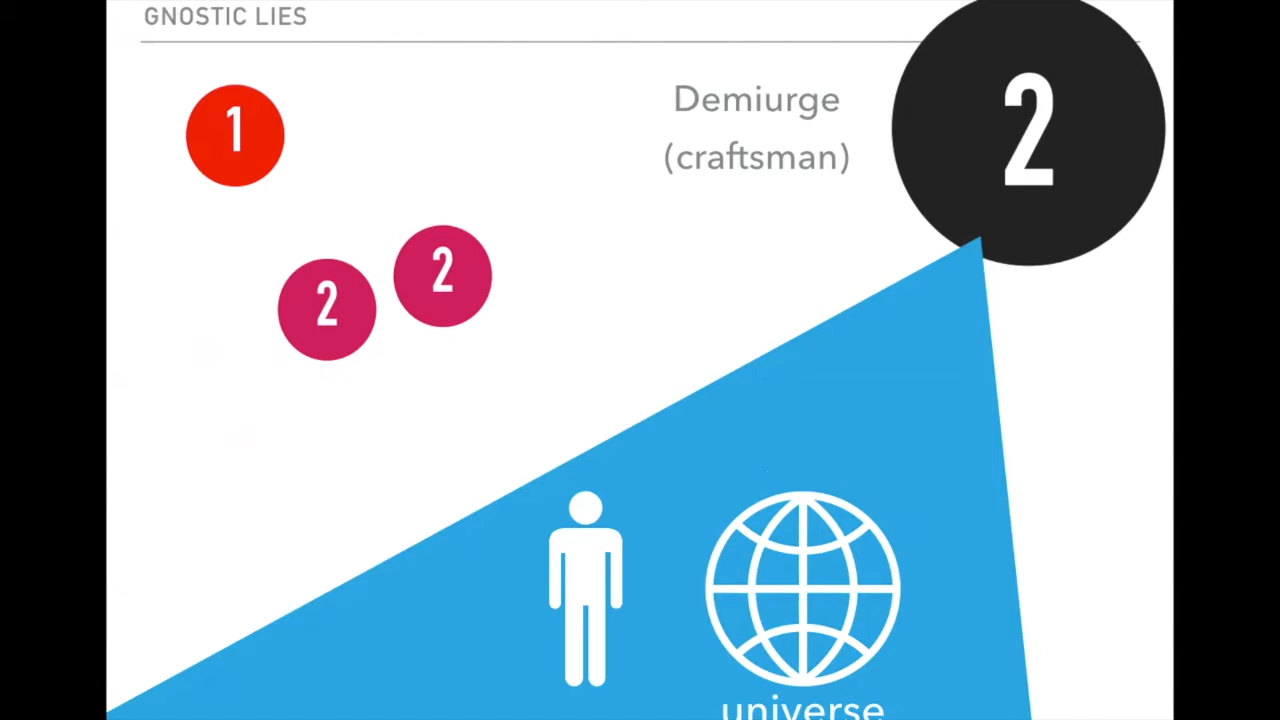 GNOSTIC LIES
1
Demiurge
(craftsman)
2
2
2
universe